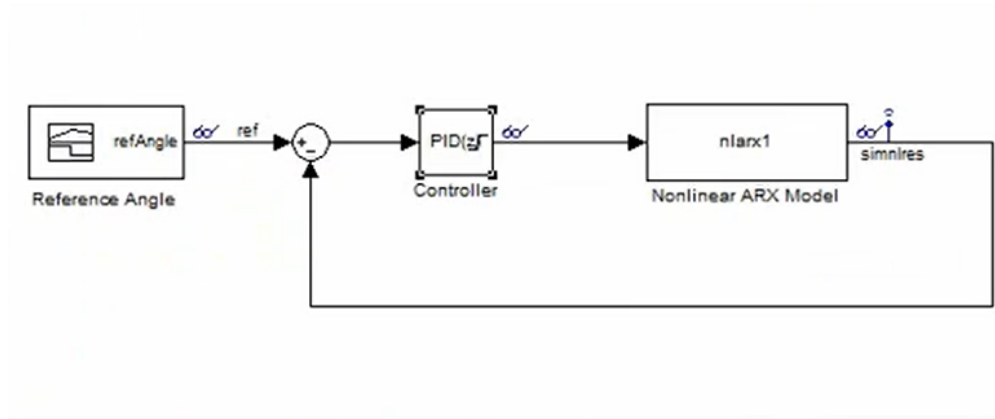 refAngle
Reference Angle
ref
+
−
PID(z)
Controller
nlarx1
Nonlinear ARX Model
simnlres